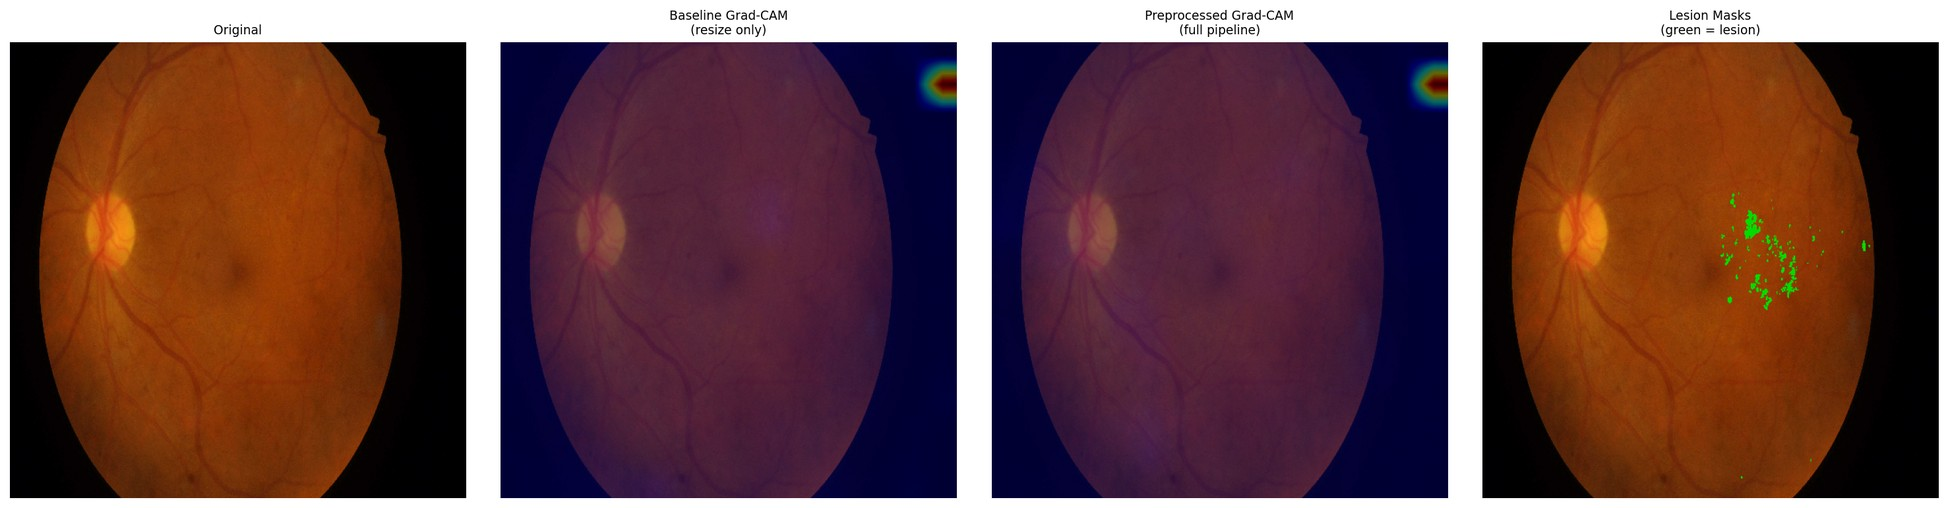 Original
Baseline Grad-CAM
(resize only)
Preprocessed Grad-CAM
(full pipeline)
Lesion Masks
(green = lesion)